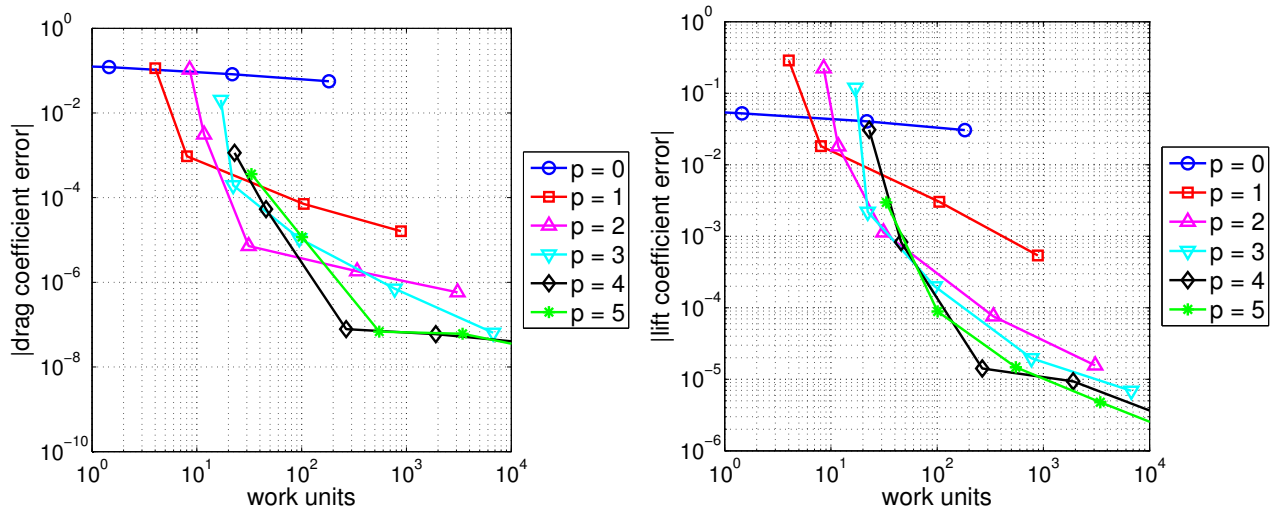 |drag coefficient error|
10^0
10^-2
10^-4
10^-6
10^-8
10^-10
10^0 10^1 10^2 10^3 10^4
work units
p = 0
p = 1
p = 2
p = 3
p = 4
p = 5
|lift coefficient error|
10^0
10^-1
10^-2
10^-3
10^-4
10^-5
10^-6
10^0 10^1 10^2 10^3 10^4
work units
p = 0
p = 1
p = 2
p = 3
p = 4
p = 5